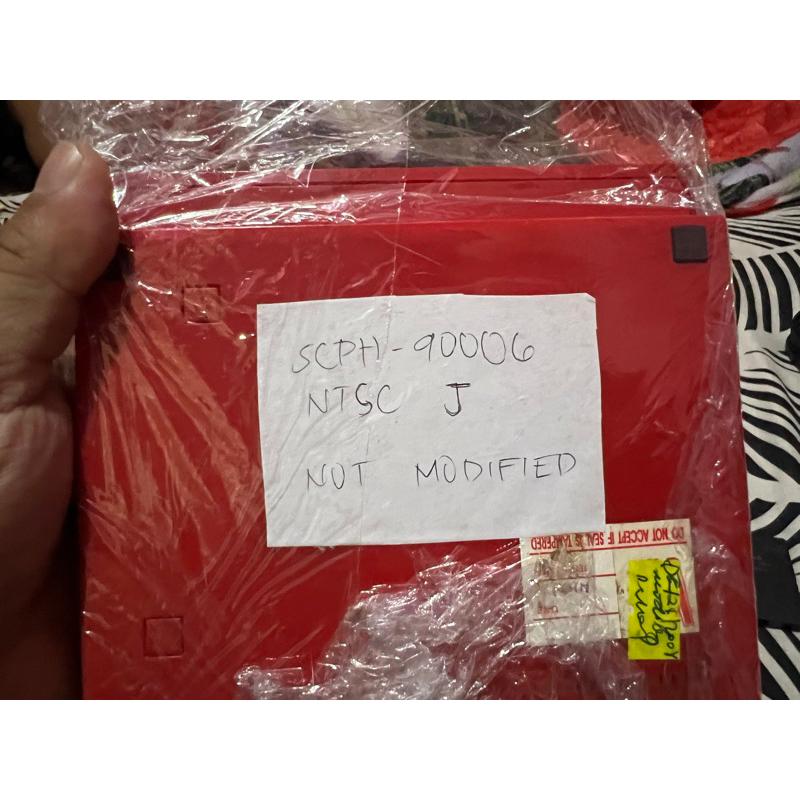 SCPH-90006
NTSC J
NOT MODIFIED
DO NOT ACCEPT IF SEAL IS TAMPERED